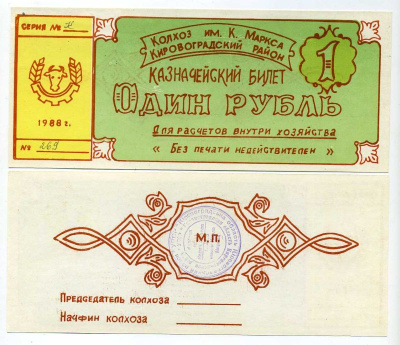 Серия № Н
Колхоз им. К. Маркса
Кировоградский район
1
Казначейский билет
Один рубль
1988 г.
Для расчетов внутри хозяйства
№ 269
« Без печати недействителен »
М.П.
Председатель колхоза
Начфин колхоза